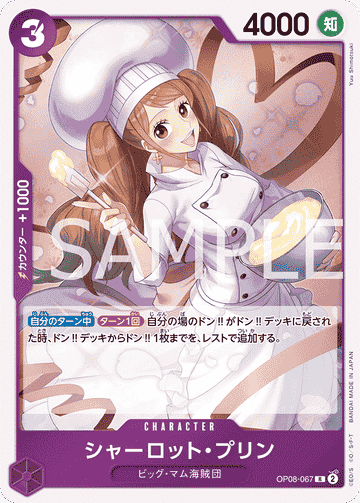 3
4000
知
Yuu Shimotsuki
カウンター +1000
SAMPLE
自分のターン中 ターン1回 自分の場のドン!!がドン!!デッキに戻され
た時、ドン!!デッキからドン!!1枚までを、レストで追加する。
CHARACTER
シャーロット・プリン
ビッグ・マム海賊団
OP08-067 R 2
BANDAI MADE IN JAPAN